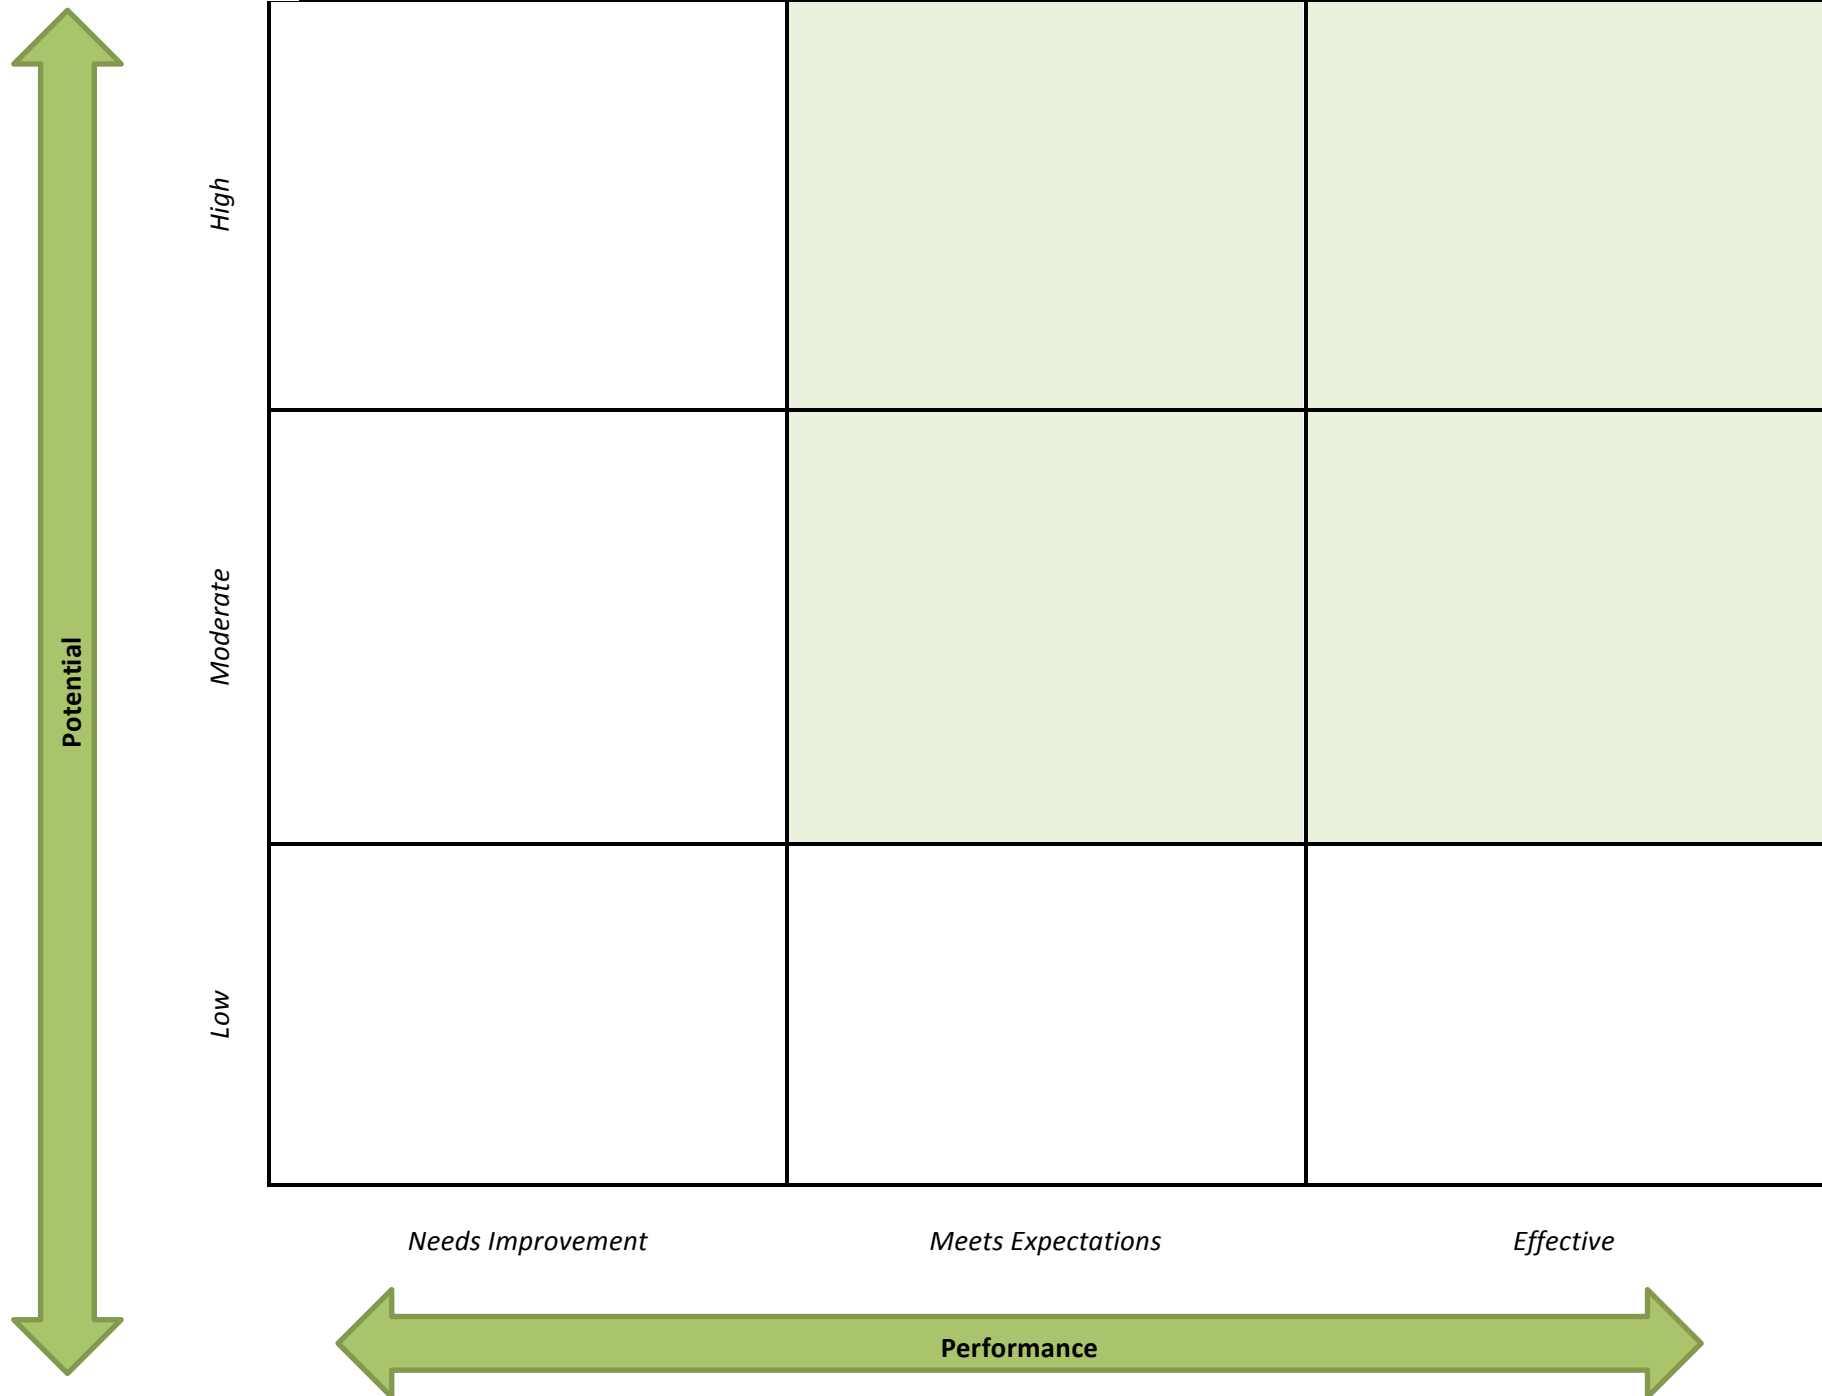 High
Moderate
Potential
Low
Needs Improvement
Meets Expectations
Effective
Performance